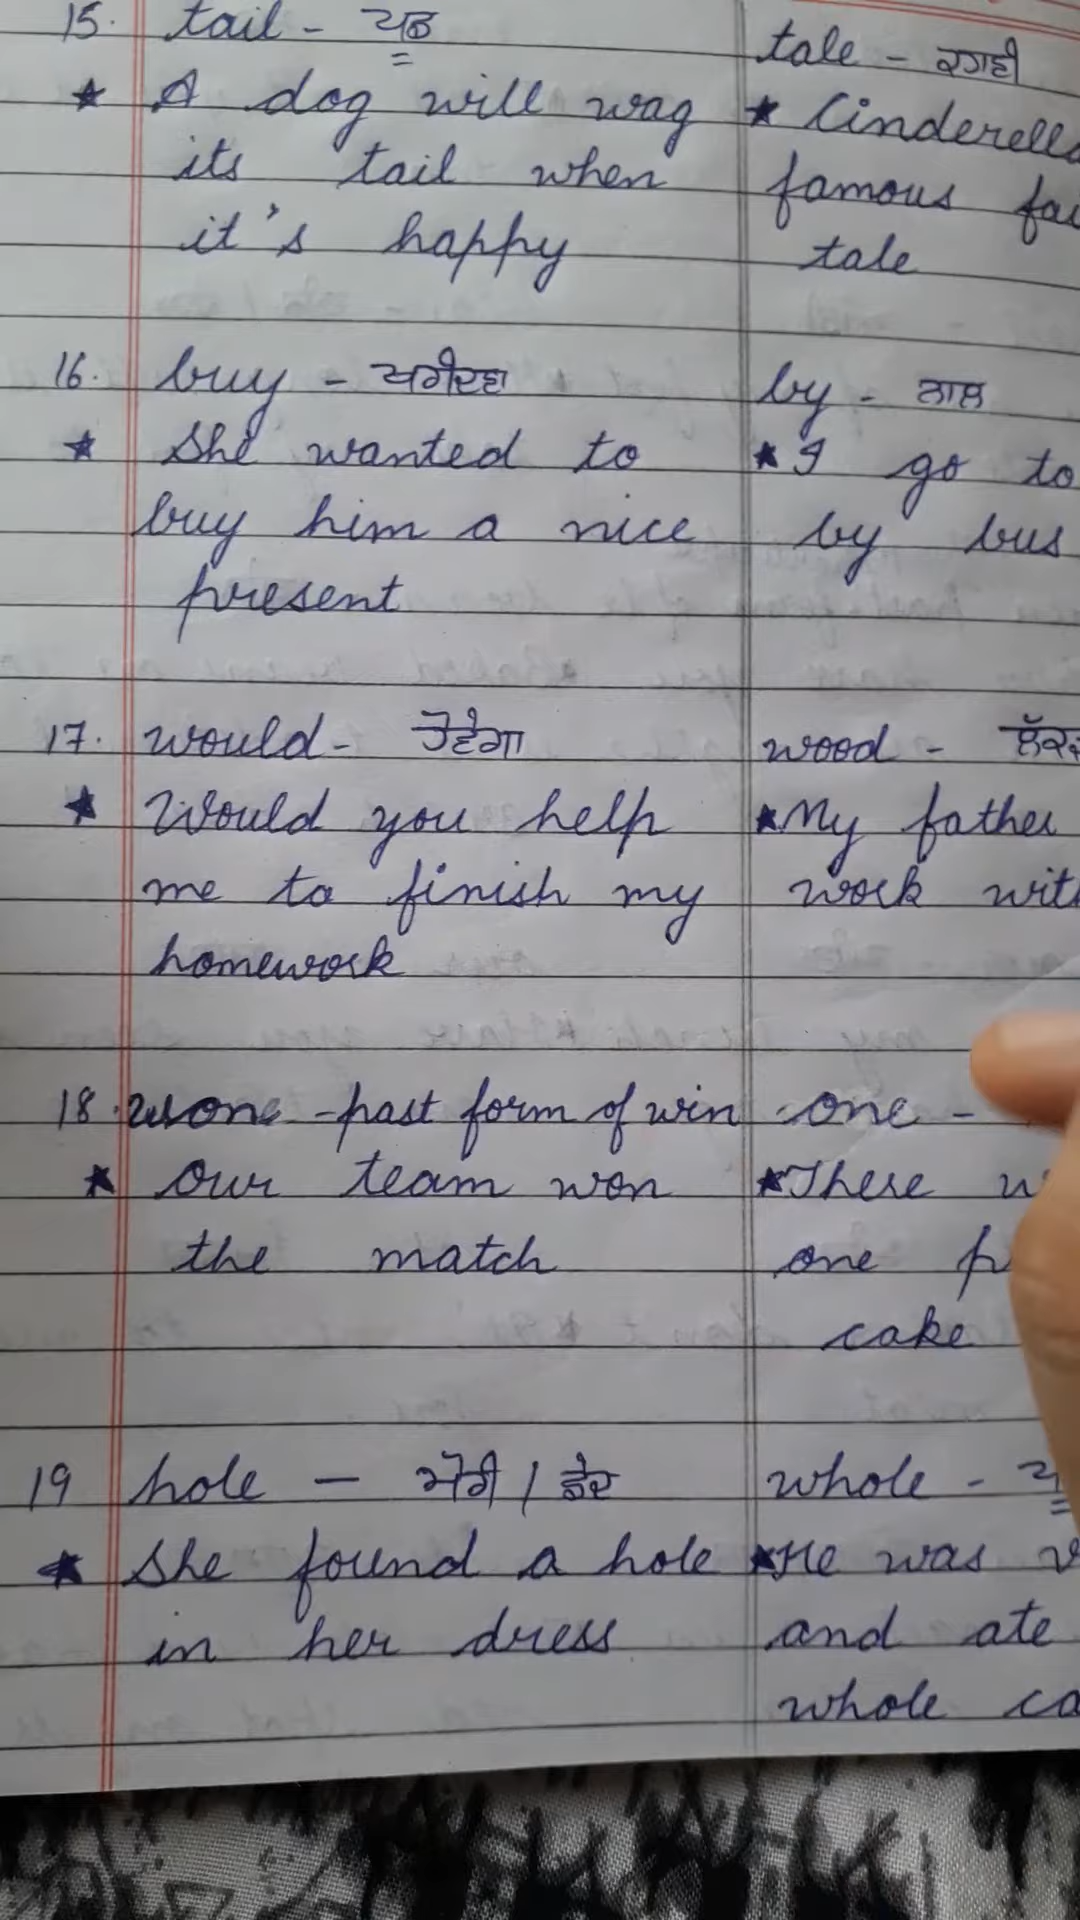 15. tail -
tale -
★ A dog will wag
its tail when
it's happy
★ Cinderella
famous
tale
16. buy - ਖਰੀਦਣਾ
by - ਨਾਲ
★ She wanted to
buy him a nice
present
★ I go to
by bus
17. would - ਹੋਵੇਗਾ
wood -
★ Would you help
me to finish my
homework
★ My father
work with
18. wone - past form of win
one -
★ Our team won
the match
★ There
one
cake
19 hole - ਮੋਰੀ / ਛੇਦ
whole -
★ She found a hole
in her dress
★ He was
and ate
whole